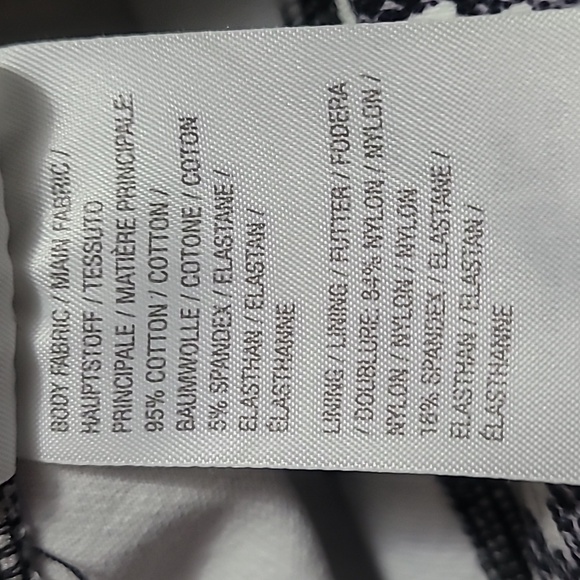 BODY FABRIC / MAIN FABRIC /
HAUPTSTOFF / TESSUTO
PRINCIPALE / MATIÈRE PRINCIPALE:
95% COTTON / COTTON /
BAUMWOLLE / COTONE / COTON
5% SPANDEX / ELASTANE /
ELASTHAN / ELASTAN /
ÉLASTHANNE
LINING / LINING / FUTTER / FODERA
/ DOUBLURE: 84% NYLON / NYLON /
NYLON / NYLON / NYLON
16% SPANDEX / ELASTANE /
ELASTHAN / ELASTAN /
ÉLASTHANNE